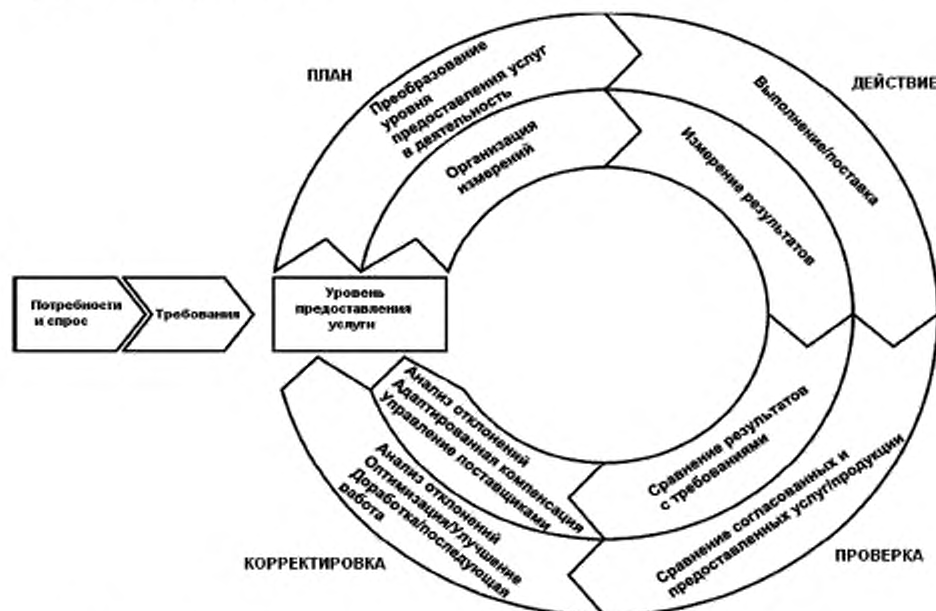 ПЛАН
Преобразование
уровня
предоставления услуг
в деятельность
Организация
измерений
ДЕЙСТВИЕ
Выполнение/поставка
Измерение результатов
Потребности
и спрос
Требования
Уровень
предоставления
услуги
Сравнение результатов
с требованиями
Сравнение согласованных и
предоставленных услуг/продукции
ПРОВЕРКА
Анализ отклонений
Адаптированная компенсация
Управление поставщиками
Анализ отклонений
Оптимизация/Улучшение
Доработка/последующая
работа
КОРРЕКТИРОВКА